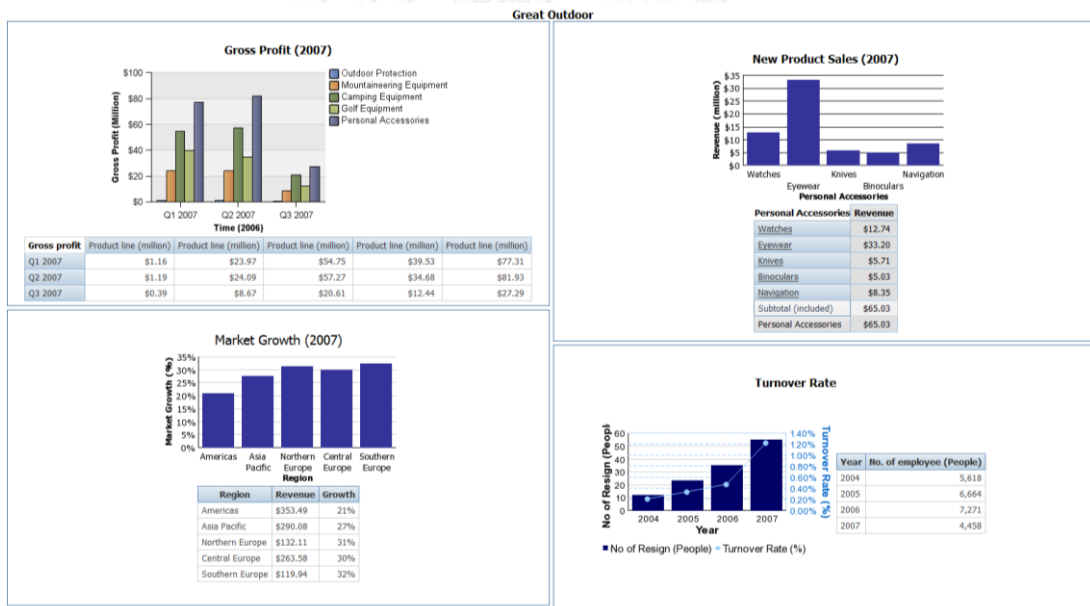 Great Outdoor
Gross Profit (2007)
$100
$80
$60
$40
$20
$0
Gross Profit (Million)
Q1 2007 Q2 2007 Q3 2007
Time (2006)
Outdoor Protection
Mountaineering Equipment
Camping Equipment
Golf Equipment
Personal Accessories
Gross profit Product line (million) Product line (million) Product line (million) Product line (million) Product line (million)
Q1 2007 $1.16 $23.97 $54.75 $39.53 $77.31
Q2 2007 $1.19 $24.09 $57.27 $34.68 $81.93
Q3 2007 $0.39 $8.67 $20.61 $12.44 $27.29
New Product Sales (2007)
$35
$30
$25
$20
$15
$10
$5
$0
Revenue (million)
Watches Knives Navigation
Eyewear Binoculars
Personal Accessories
Personal Accessories Revenue
Watches $12.74
Eyewear $33.20
Knives $5.71
Binoculars $5.03
Navigation $8.35
Subtotal (included) $65.03
Personal Accessories $65.03
Market Growth (2007)
35%
30%
25%
20%
15%
10%
5%
0%
Market Growth (%)
Americas Asia Northern Central Southern
Pacific Europe Europe Europe
Region
Region Revenue Growth
Americas $353.49 21%
Asia Pacific $290.08 27%
Northern Europe $132.11 31%
Central Europe $263.58 30%
Southern Europe $119.94 32%
Turnover Rate
No of Resign (Peopl
60
50
40
30
20
10
0
1.40%
1.20%
1.00%
0.80%
0.60%
0.40%
0.20%
0.00%
Turnover Rate (%)
2004 2005 2006 2007
Year
No of Resign (People) Turnover Rate (%)
Year No. of employee (People)
2004 5,618
2005 6,664
2006 7,271
2007 4,458